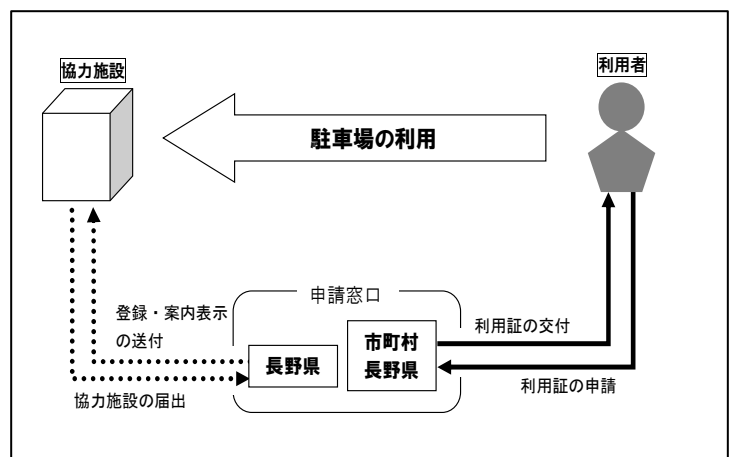 協力施設
利用者
駐車場の利用
申請窓口
登録・案内表示
の送付
長野県
市町村
長野県
利用証の交付
利用証の申請
協力施設の届出